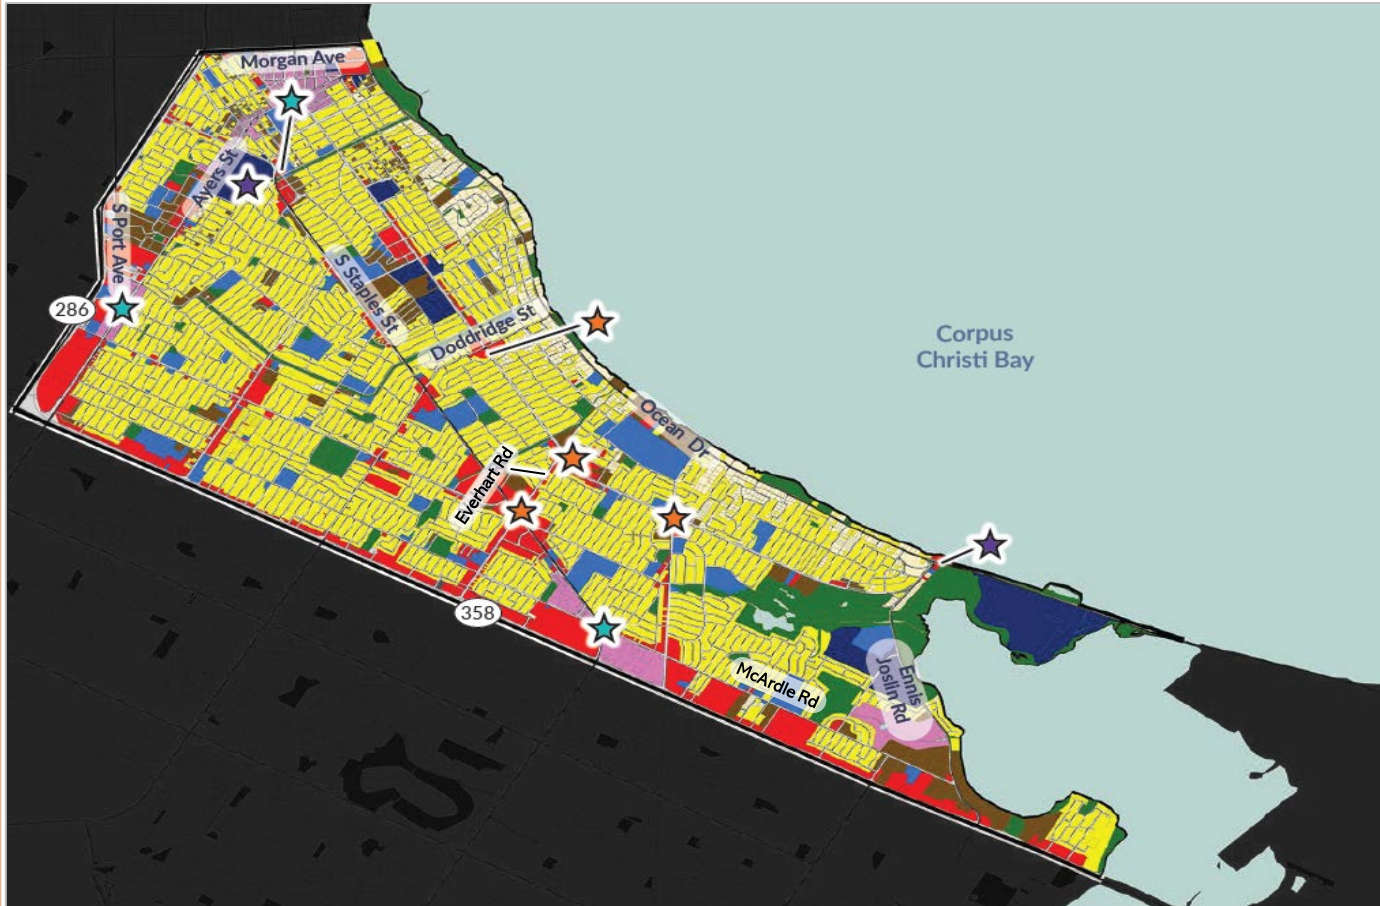 Morgan Ave
Ayers St
S Port Ave
S Staples St
286
Doddridge St
Corpus
Christi Bay
Ocean Dr
Everhart Rd
358
McArdle Rd
Ennis
Joslin Rd